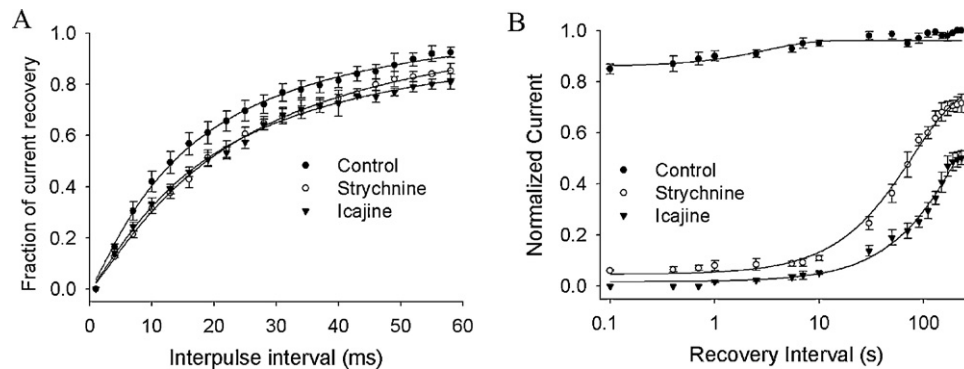 A
Fraction of current recovery
1.0
0.8
0.6
0.4
0.2
0.0
Control
Strychnine
Icajine
0 10 20 30 40 50 60
Interpulse interval (ms)
B
Normalized Current
1.0
0.8
0.6
0.4
0.2
0.0
Control
Strychnine
Icajine
0.1 1 10 100
Recovery Interval (s)